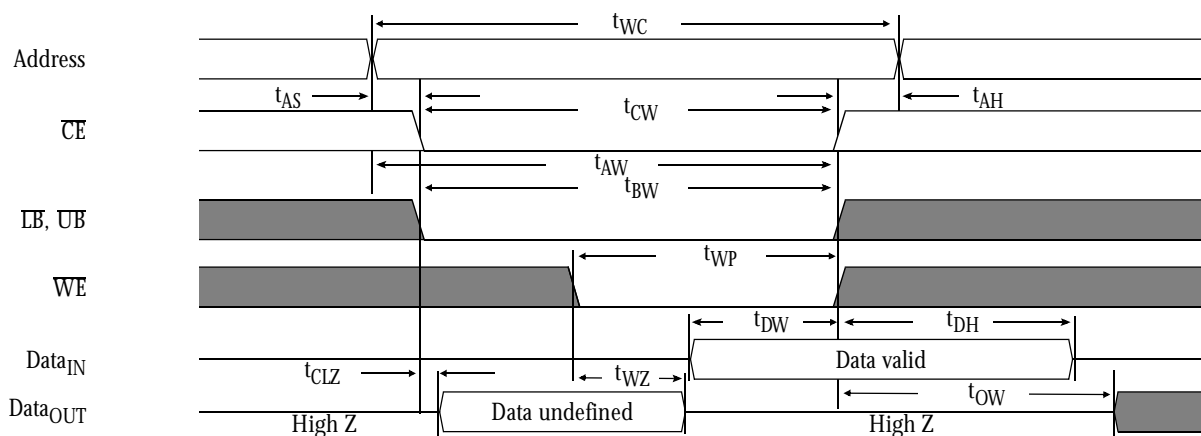 tWC
Address
tAS
tCW
tAH
CE
tAW
tBW
LB, UB
tWP
WE
tDW
tDH
DataIN
Data valid
tCLZ
tWZ
tOW
DataOUT
High Z
Data undefined
High Z